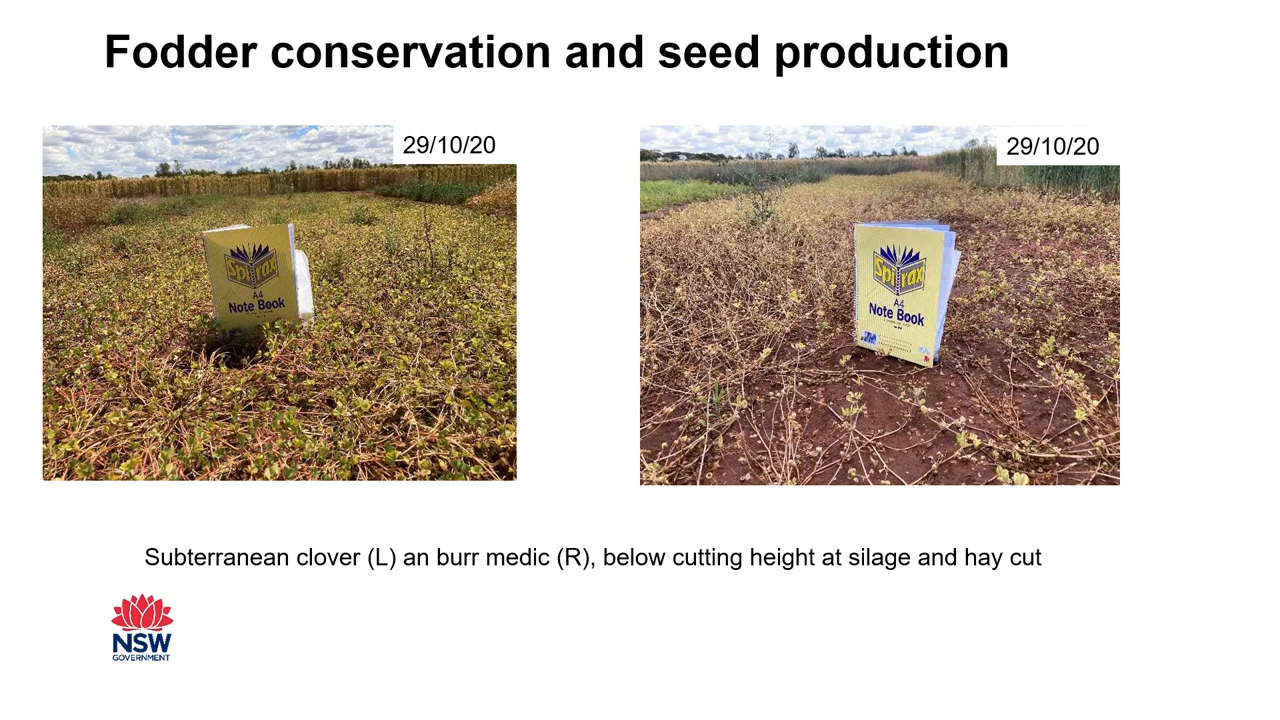 Fodder conservation and seed production
29/10/20
29/10/20
Spirax
A4
Note Book
Spirax
A4
Note Book
Subterranean clover (L) an burr medic (R), below cutting height at silage and hay cut
NSW
GOVERNMENT